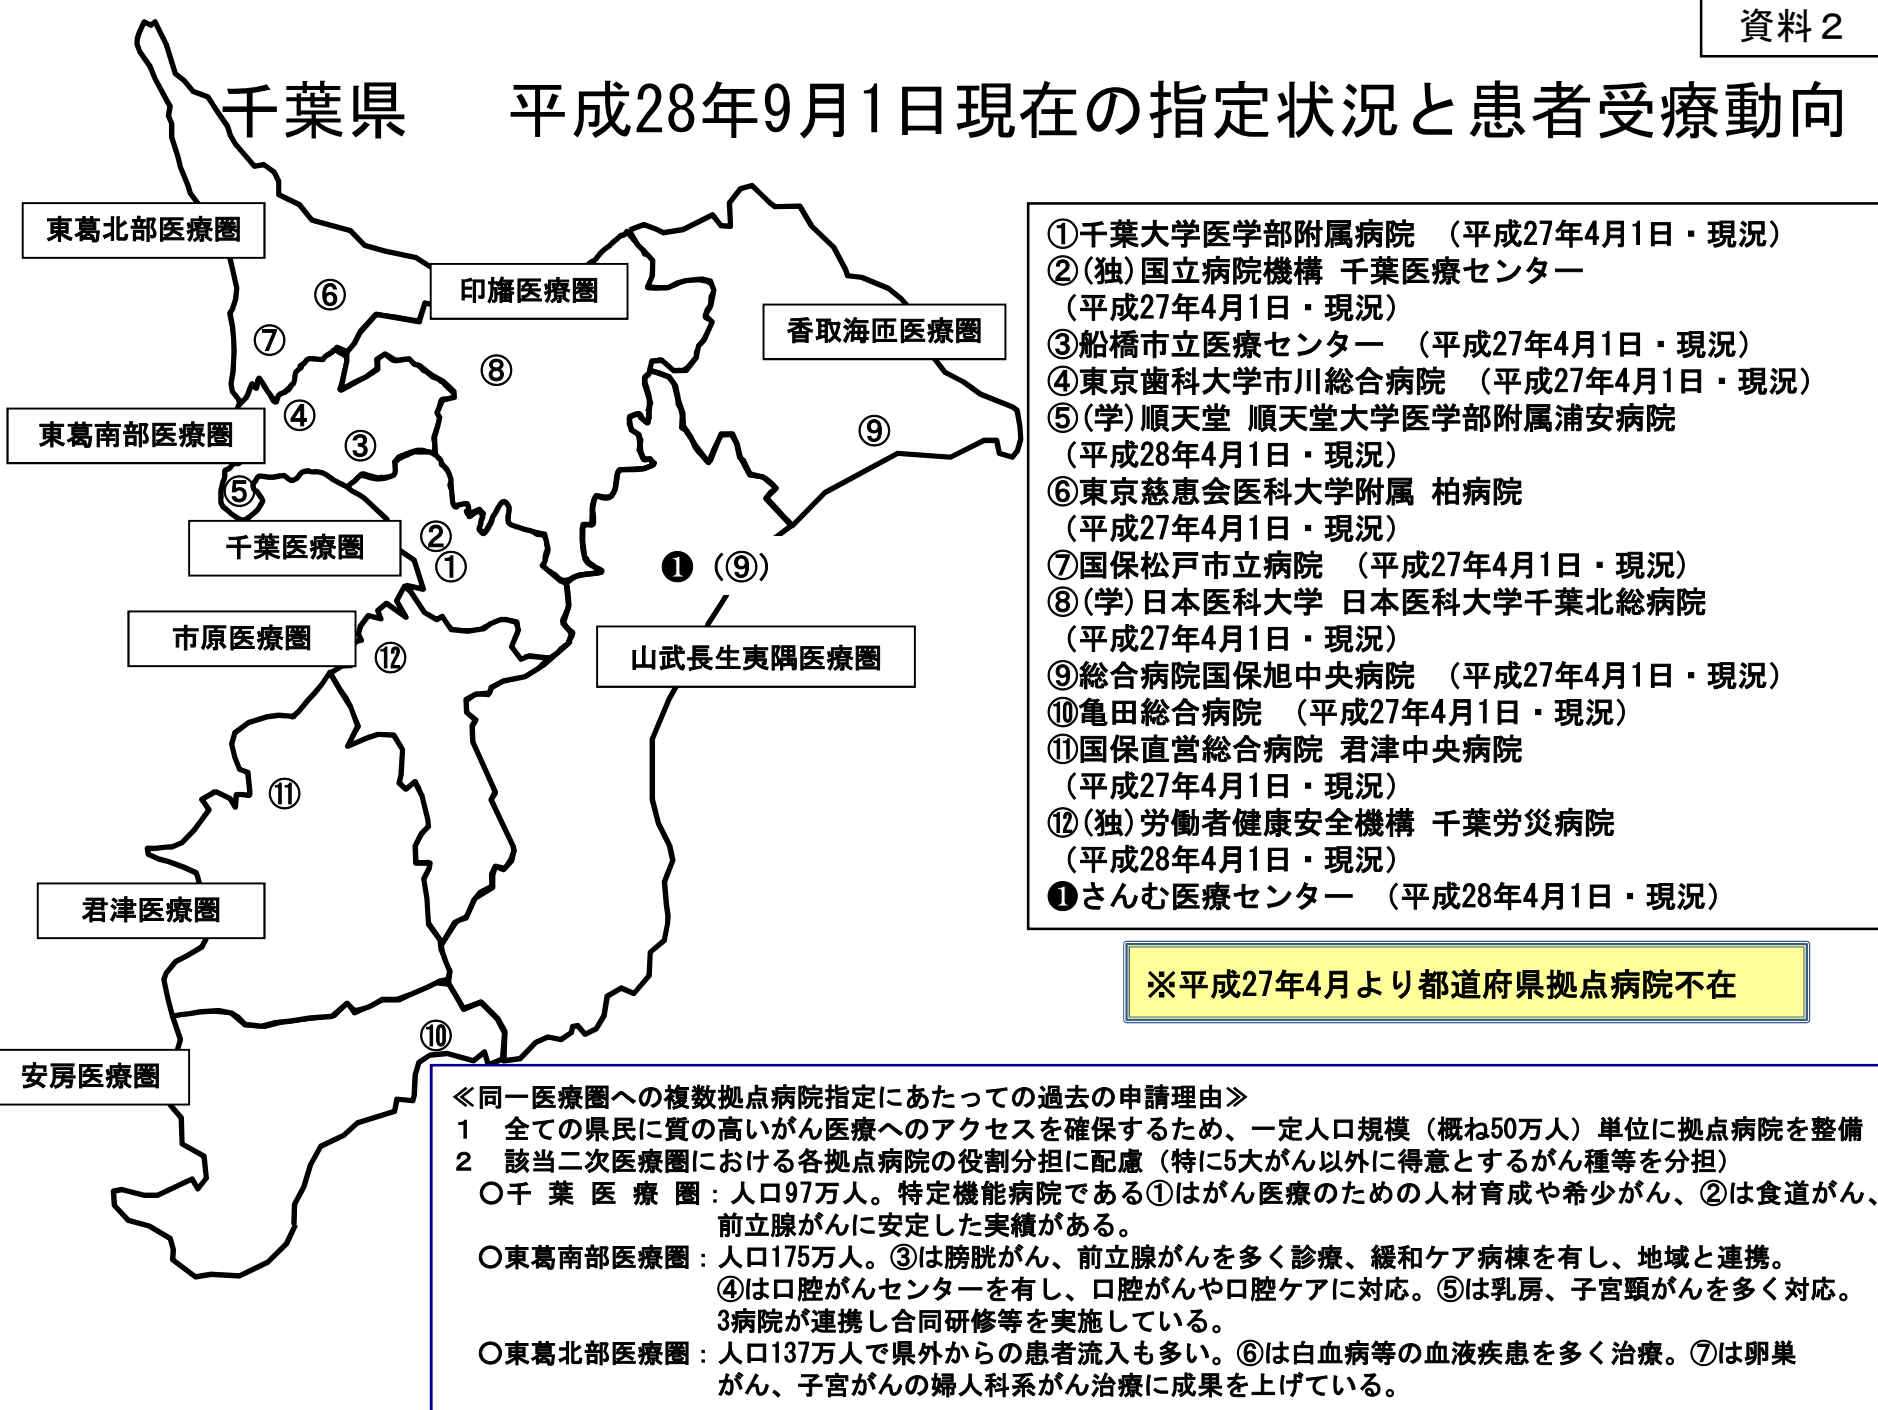 資料２
千葉県　平成28年9月1日現在の指定状況と患者受療動向
東葛北部医療圏
印旛医療圏
香取海匝医療圏
⑥
⑦
⑧
④
③
⑨
東葛南部医療圏
⑤
千葉医療圏
②
①
❶ （⑨）
市原医療圏
⑫
山武長生夷隅医療圏
⑪
君津医療圏
⑩
安房医療圏
①千葉大学医学部附属病院　（平成27年4月1日・現況）
②(独)国立病院機構 千葉医療センター
（平成27年4月1日・現況）
③船橋市立医療センター　（平成27年4月1日・現況）
④東京歯科大学市川総合病院　（平成27年4月1日・現況）
⑤(学)順天堂 順天堂大学医学部附属浦安病院
（平成28年4月1日・現況）
⑥東京慈恵会医科大学附属 柏病院
（平成27年4月1日・現況）
⑦国保松戸市立病院　（平成27年4月1日・現況）
⑧(学)日本医科大学 日本医科大学千葉北総病院
（平成27年4月1日・現況）
⑨総合病院国保旭中央病院　（平成27年4月1日・現況）
⑩亀田総合病院　（平成27年4月1日・現況）
⑪国保直営総合病院 君津中央病院
（平成27年4月1日・現況）
⑫(独)労働者健康安全機構 千葉労災病院
（平成28年4月1日・現況）
❶さんむ医療センター　（平成28年4月1日・現況）
※平成27年4月より都道府県拠点病院不在
≪同一医療圏への複数拠点病院指定にあたっての過去の申請理由≫
１　全ての県民に質の高いがん医療へのアクセスを確保するため、一定人口規模（概ね50万人）単位に拠点病院を整備
２　該当二次医療圏における各拠点病院の役割分担に配慮（特に5大がん以外に得意とするがん種等を分担）
○千 葉 医 療 圏：人口97万人。特定機能病院である①はがん医療のための人材育成や希少がん、②は食道がん、
前立腺がんに安定した実績がある。
○東葛南部医療圏：人口175万人。③は膀胱がん、前立腺がんを多く診療、緩和ケア病棟を有し、地域と連携。
④は口腔がんセンターを有し、口腔がんや口腔ケアに対応。⑤は乳房、子宮頸がんを多く対応。
3病院が連携し合同研修等を実施している。
○東葛北部医療圏：人口137万人で県外からの患者流入も多い。⑥は白血病等の血液疾患を多く治療。⑦は卵巣
がん、子宮がんの婦人科系がん治療に成果を上げている。